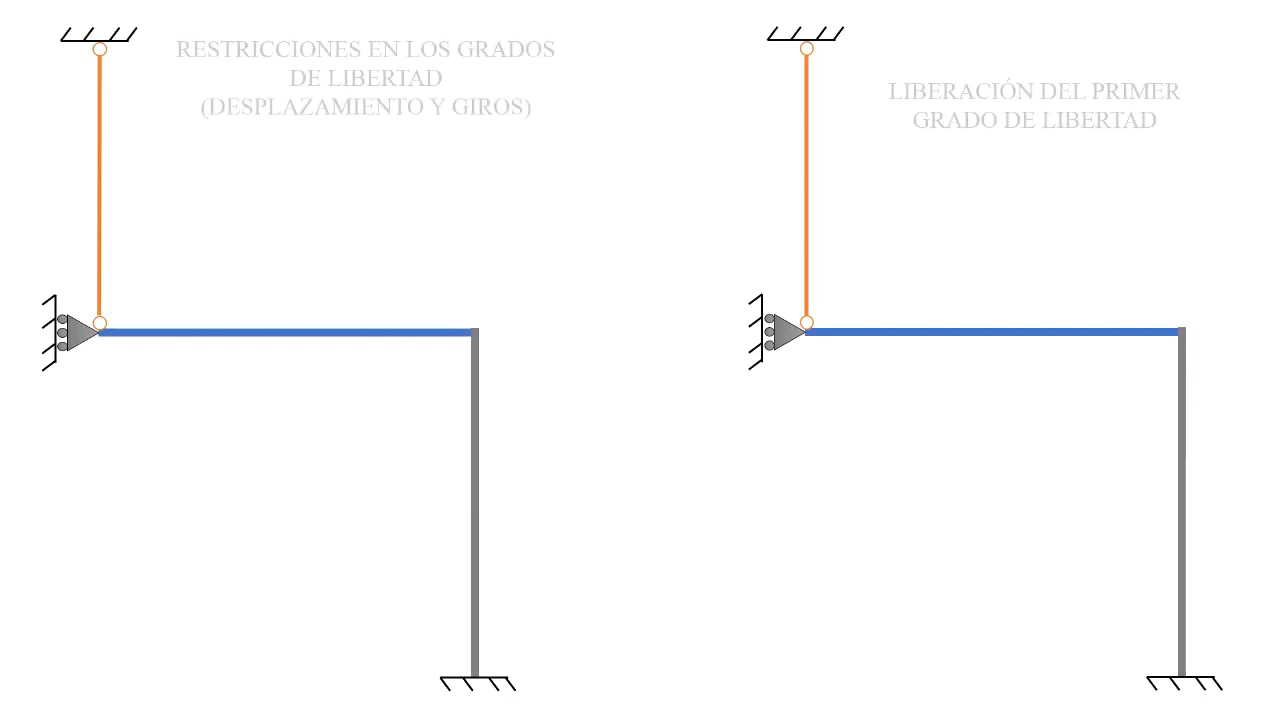 RESTRICCIONES EN LOS GRADOS
DE LIBERTAD
(DESPLAZAMIENTO Y GIROS)
LIBERACIÓN DEL PRIMER
GRADO DE LIBERTAD